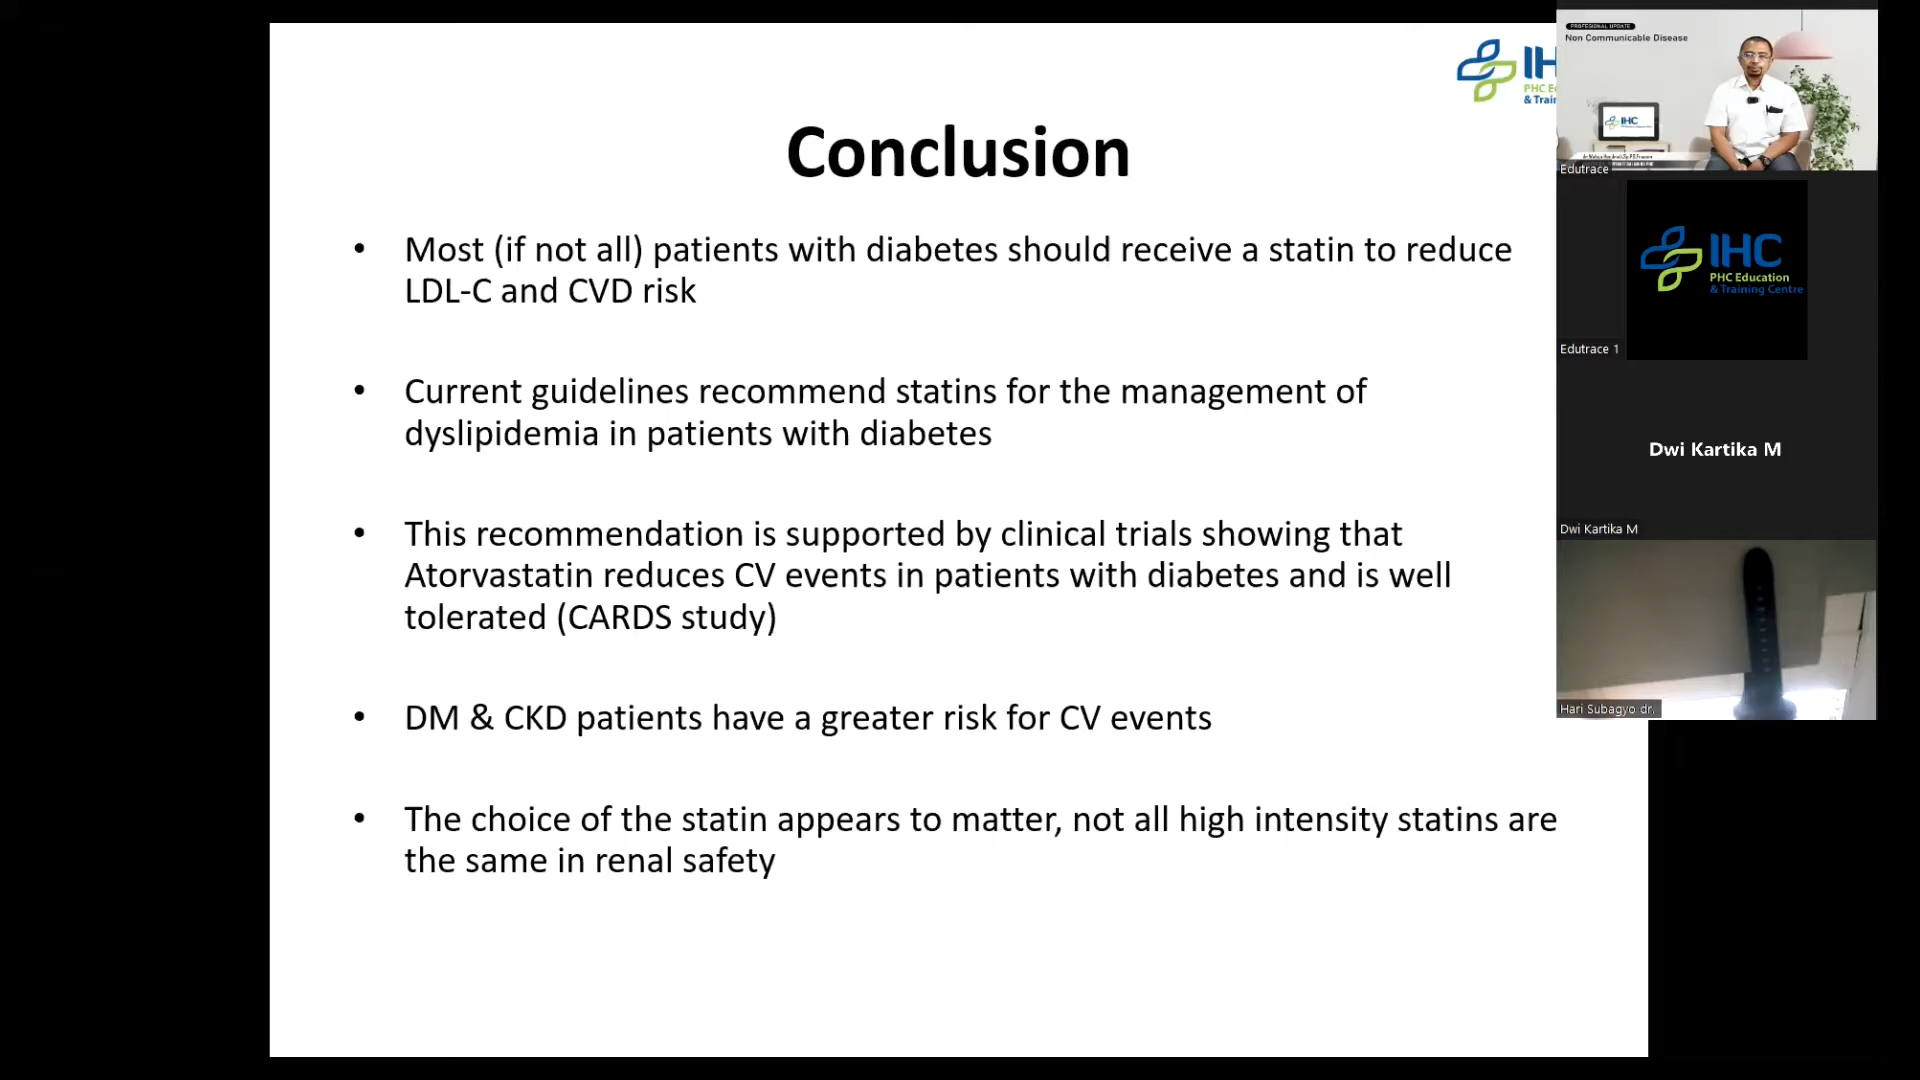 Conclusion
• Most (if not all) patients with diabetes should receive a statin to reduce
LDL-C and CVD risk
• Current guidelines recommend statins for the management of
dyslipidemia in patients with diabetes
• This recommendation is supported by clinical trials showing that
Atorvastatin reduces CV events in patients with diabetes and is well
tolerated (CARDS study)
• DM & CKD patients have a greater risk for CV events
• The choice of the statin appears to matter, not all high intensity statins are
the same in renal safety
PROFESIONAL UPDATE
Non Communicable Disease
IHC
Edutrace
IHC
PHC Education
& Training Centre
Edutrace 1
Dwi Kartika M
Dwi Kartika M
Hari Subagyo dr.